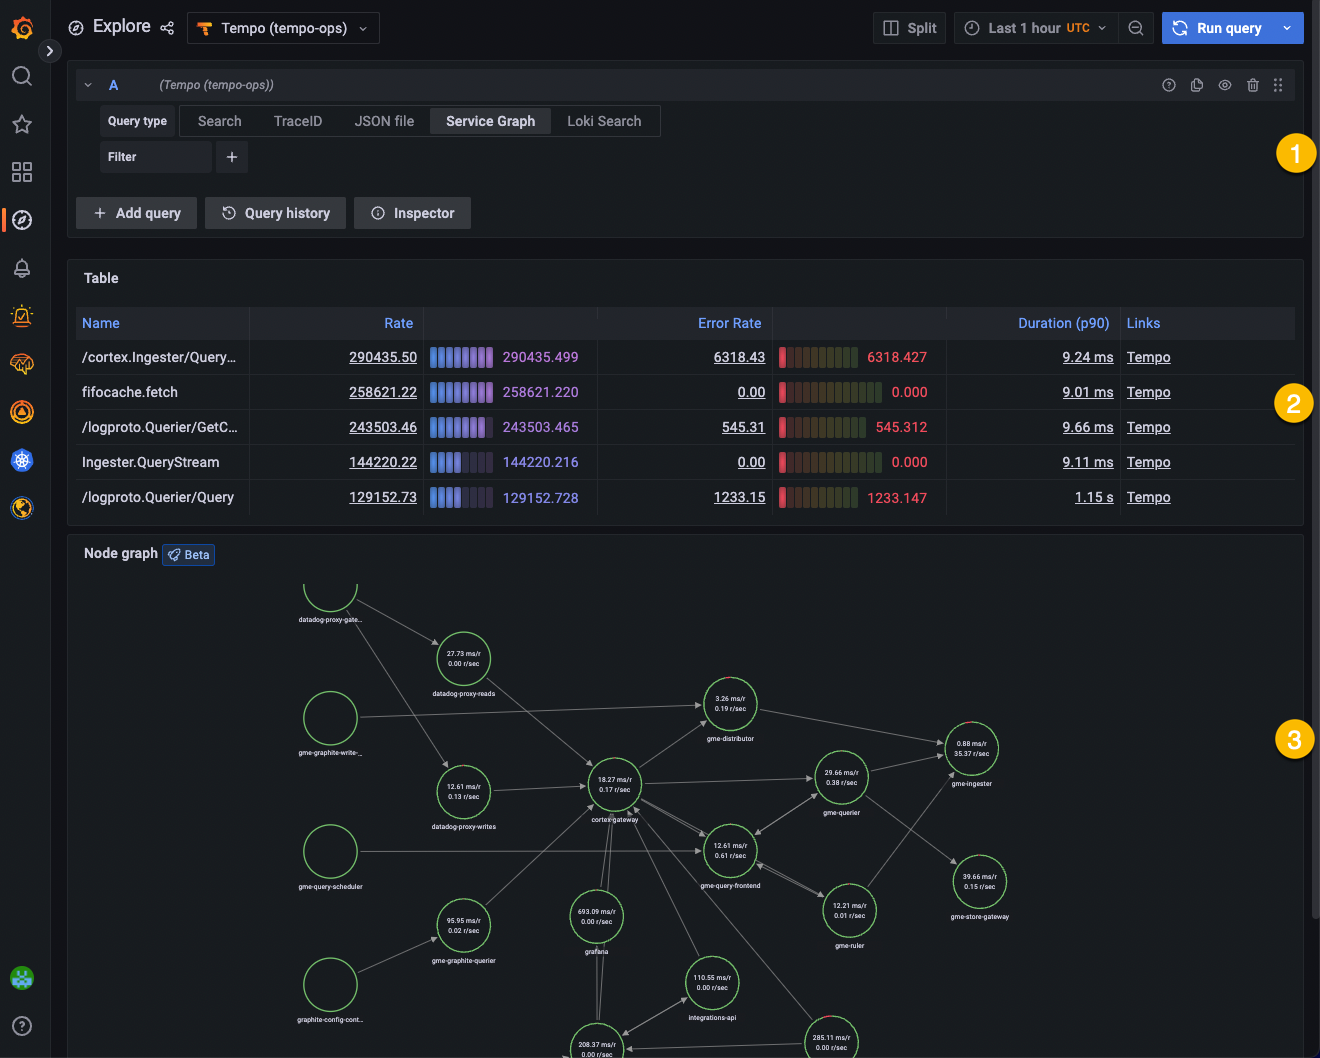 Explore
Tempo (tempo-ops)
Split
Last 1 hour UTC
Run query
A (Tempo (tempo-ops))
Query type Search TraceID JSON file Service Graph Loki Search
Filter +
1
+ Add query Query history Inspector
Table
Name Rate Error Rate Duration (p90) Links
/cortex.Ingester/Query... 290435.50 290435.499 6318.43 6318.427 9.24 ms Tempo
fifocache.fetch 258621.22 258621.220 0.00 0.000 9.01 ms Tempo
2
/logproto.Querier/GetC... 243503.46 243503.465 545.31 545.312 9.66 ms Tempo
Ingester.QueryStream 144220.22 144220.216 0.00 0.000 9.11 ms Tempo
/logproto.Querier/Query 129152.73 129152.728 1233.15 1233.147 1.15 s Tempo
Node graph Beta
datadog-proxy-gate...
27.73 ms/r
0.00 r/sec
datadog-proxy-reads
3.26 ms/r
0.19 r/sec
gme-distributor
gme-graphite-write-...
0.88 ms/r
35.37 r/sec
gme-ingester
3
12.61 ms/r
0.13 r/sec
datadog-proxy-writes
18.27 ms/r
0.17 r/sec
cortex-gateway
29.66 ms/r
0.38 r/sec
gme-querier
gme-query-scheduler
12.61 ms/r
0.61 r/sec
gme-query-frontend
39.66 ms/r
0.15 r/sec
gme-store-gateway
95.95 ms/r
0.02 r/sec
gme-graphite-querier
693.09 ms/r
0.00 r/sec
grafana
12.21 ms/r
0.01 r/sec
gme-ruler
graphite-config-cont...
110.55 ms/r
0.00 r/sec
integrations-api
208.37 ms/r
0.00 r/sec
285.11 ms/r
0.00 r/sec